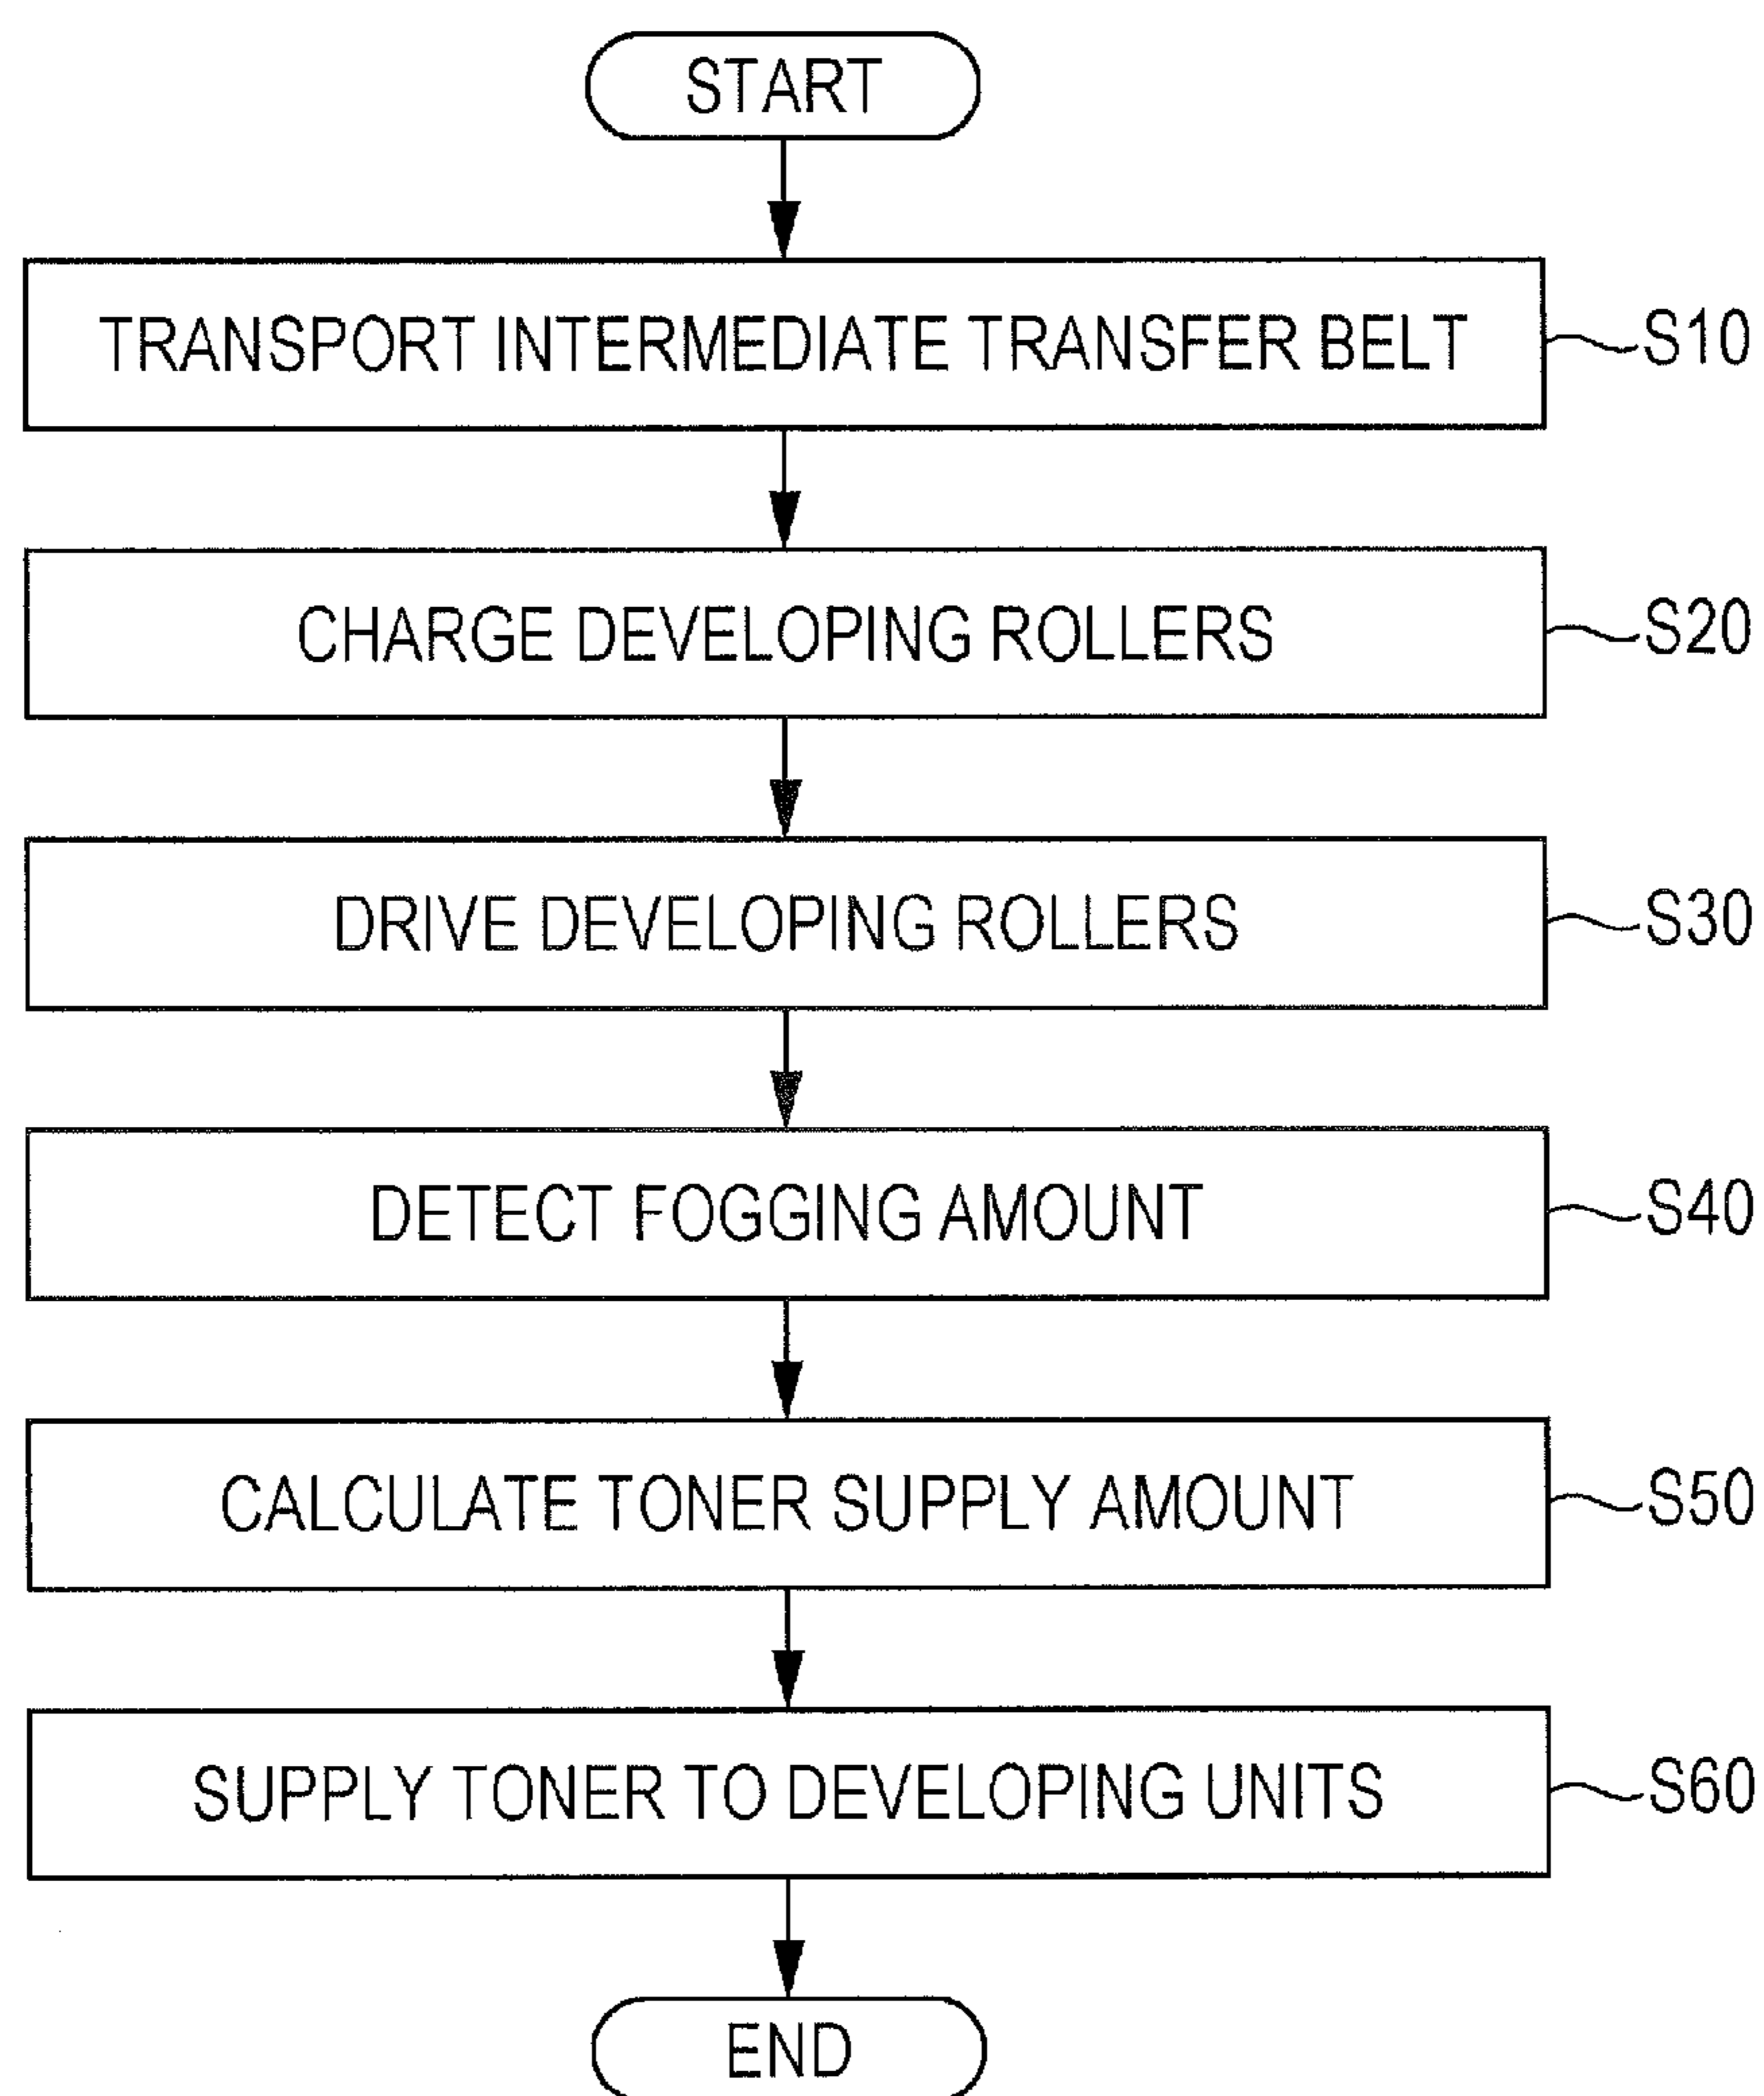 START
TRANSPORT INTERMEDIATE TRANSFER BELT
S10
CHARGE DEVELOPING ROLLERS
S20
DRIVE DEVELOPING ROLLERS
S30
DETECT FOGGING AMOUNT
S40
CALCULATE TONER SUPPLY AMOUNT
S50
SUPPLY TONER TO DEVELOPING UNITS
S60
END